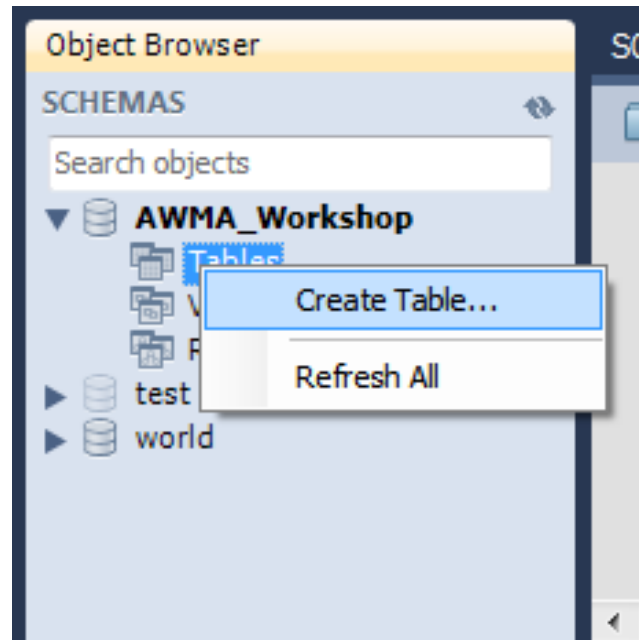 Object Browser
SCHEMAS
Search objects
AWMA_Workshop
Tables
Create Table...
Refresh All
test
world